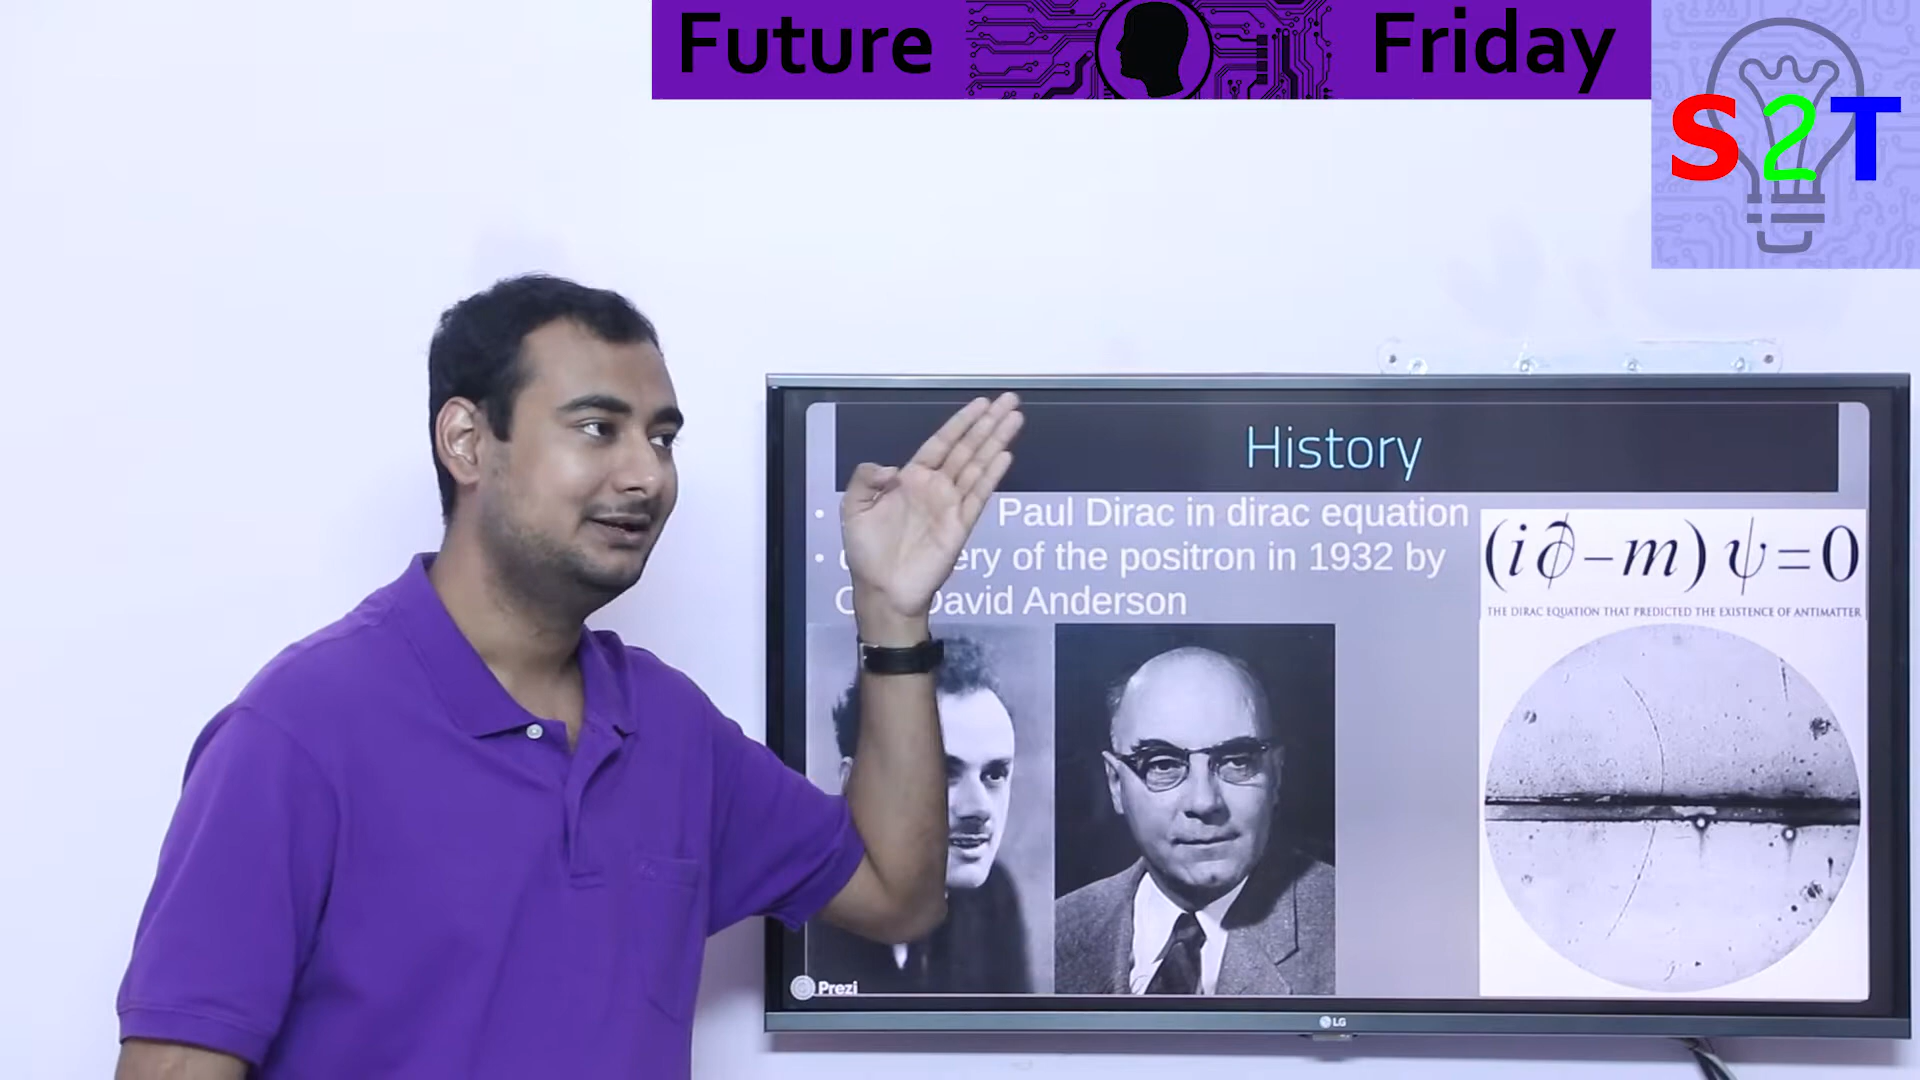 Future Friday
S2T
History
Paul Dirac in dirac equation
of the positron in 1932 by
David Anderson
(i∂̸ – m) ψ = 0
THE DIRAC EQUATION THAT PREDICTED THE EXISTENCE OF ANTIMATTER
Prezi
LG